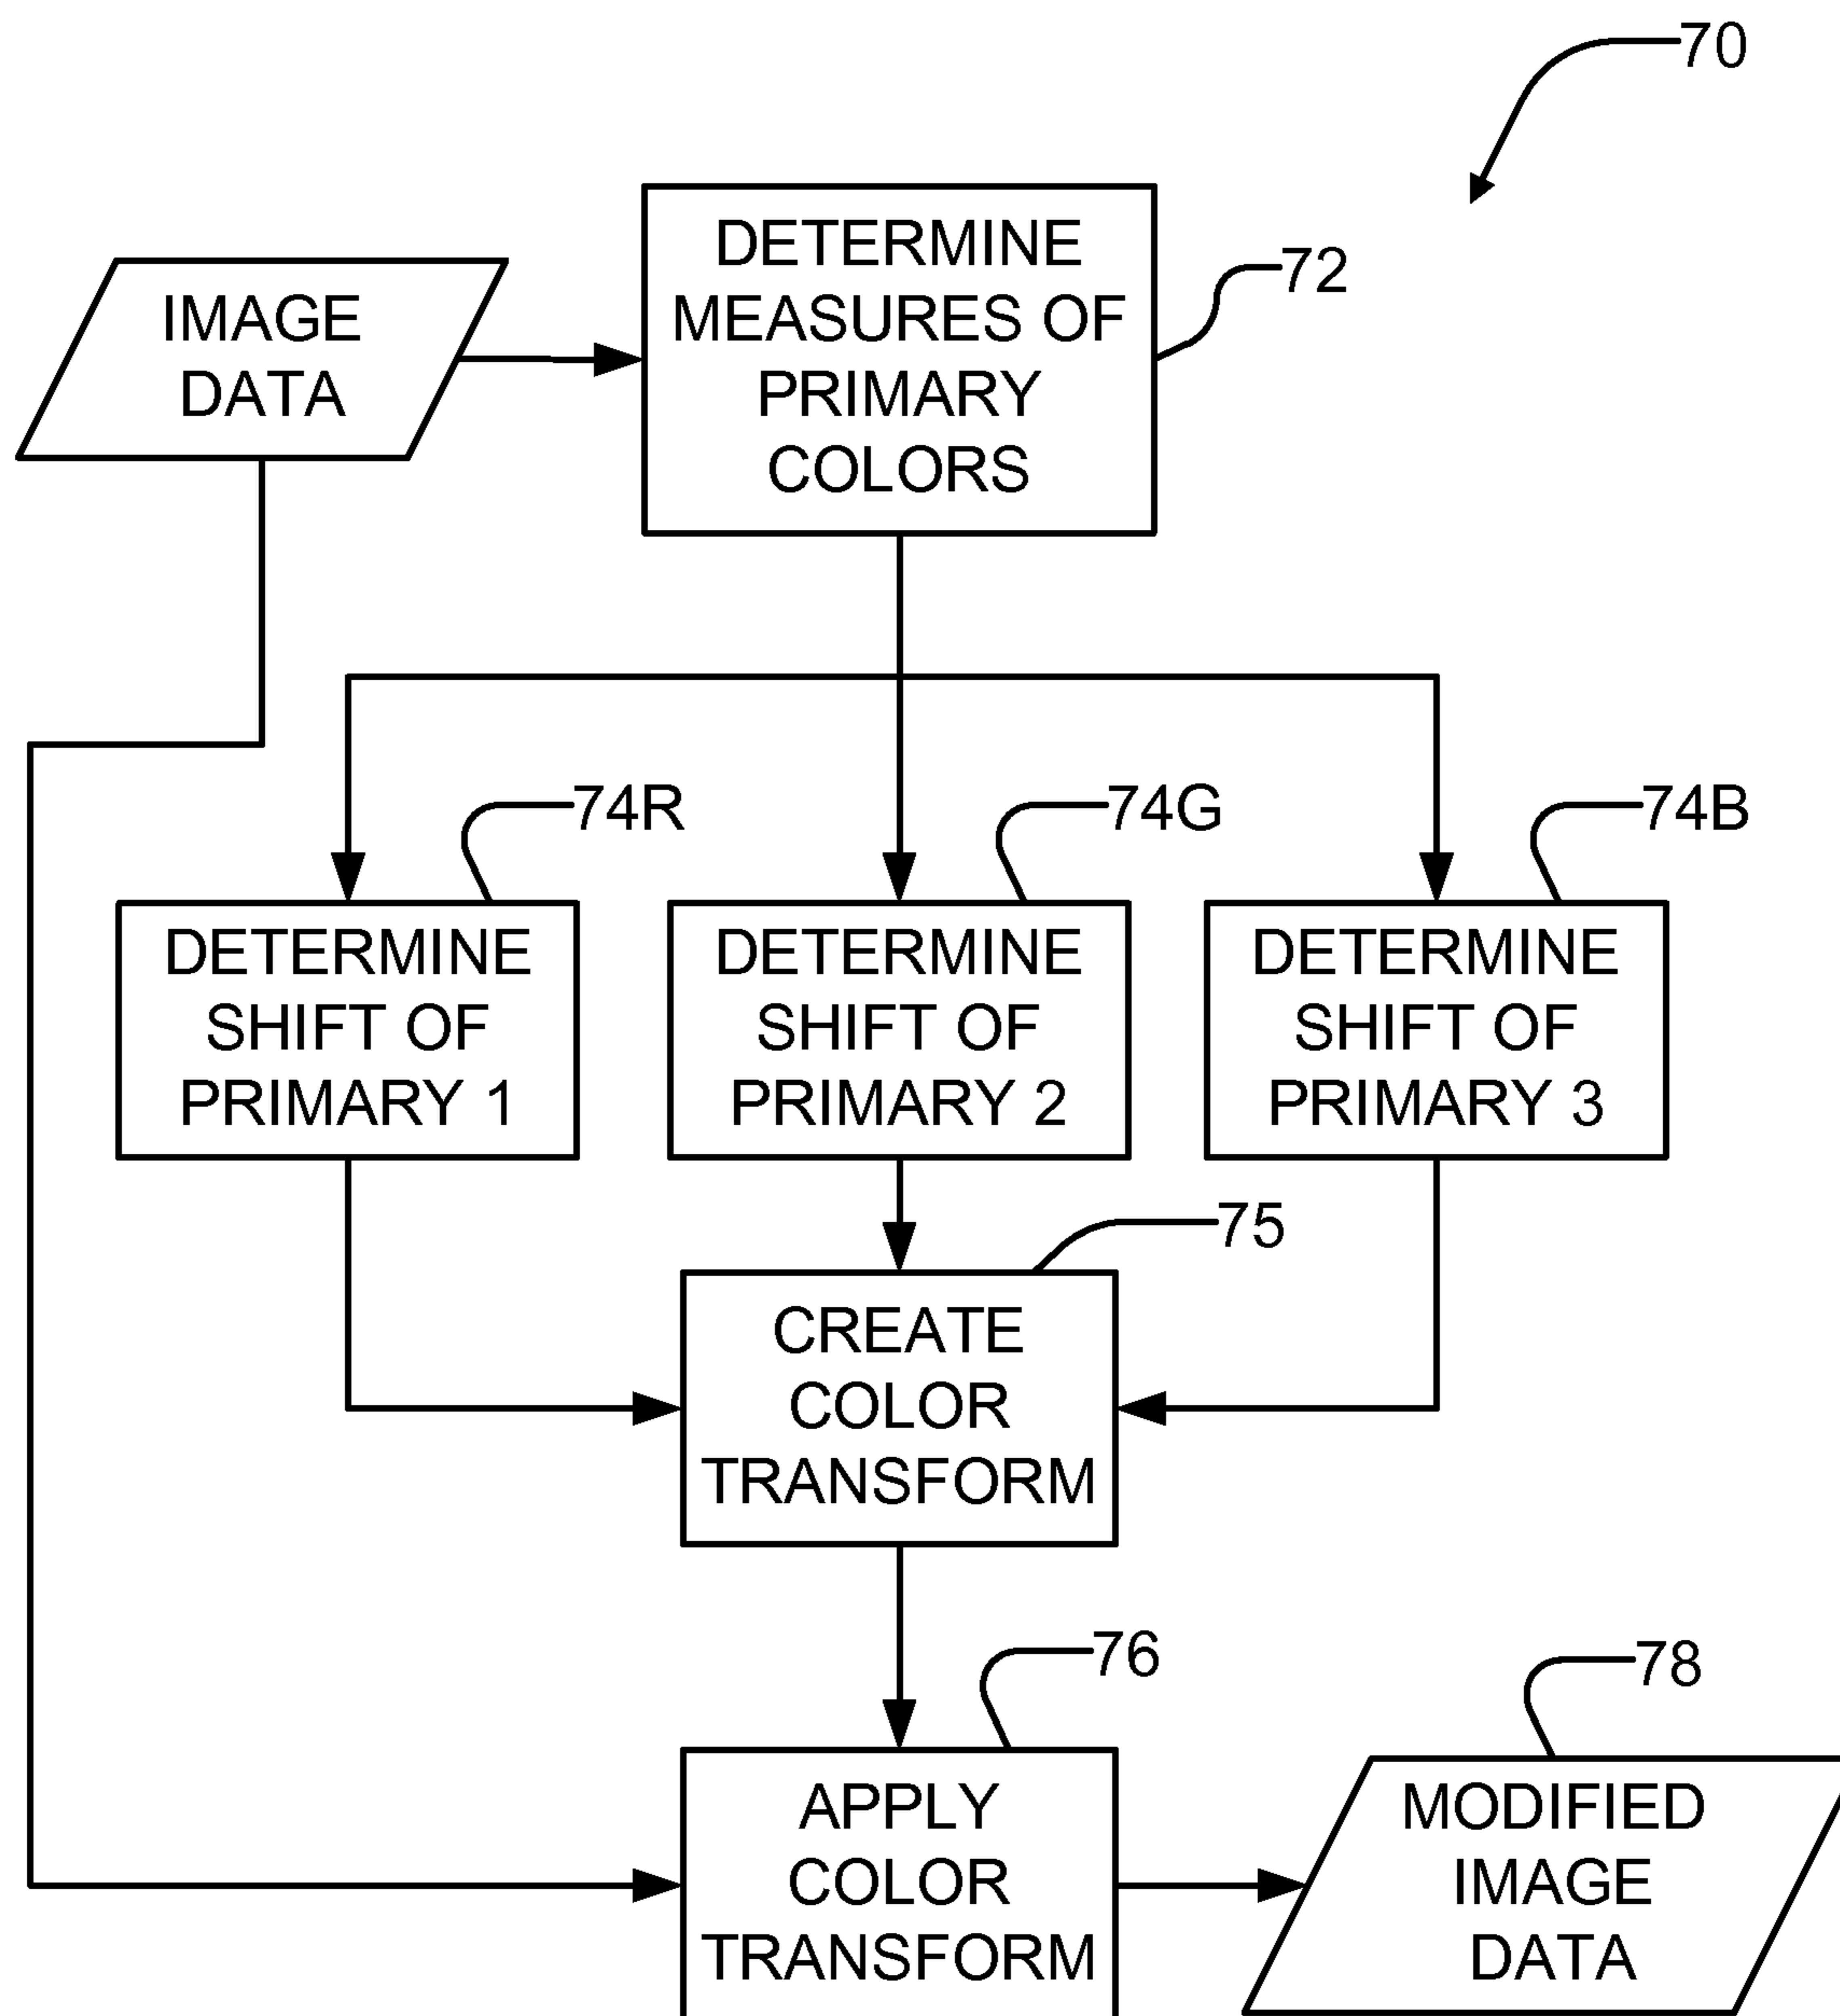 70
DETERMINE
MEASURES OF
PRIMARY
COLORS
72
IMAGE
DATA
74R
74G
74B
DETERMINE
SHIFT OF
PRIMARY 1
DETERMINE
SHIFT OF
PRIMARY 2
DETERMINE
SHIFT OF
PRIMARY 3
75
CREATE
COLOR
TRANSFORM
76
78
APPLY
COLOR
TRANSFORM
MODIFIED
IMAGE
DATA